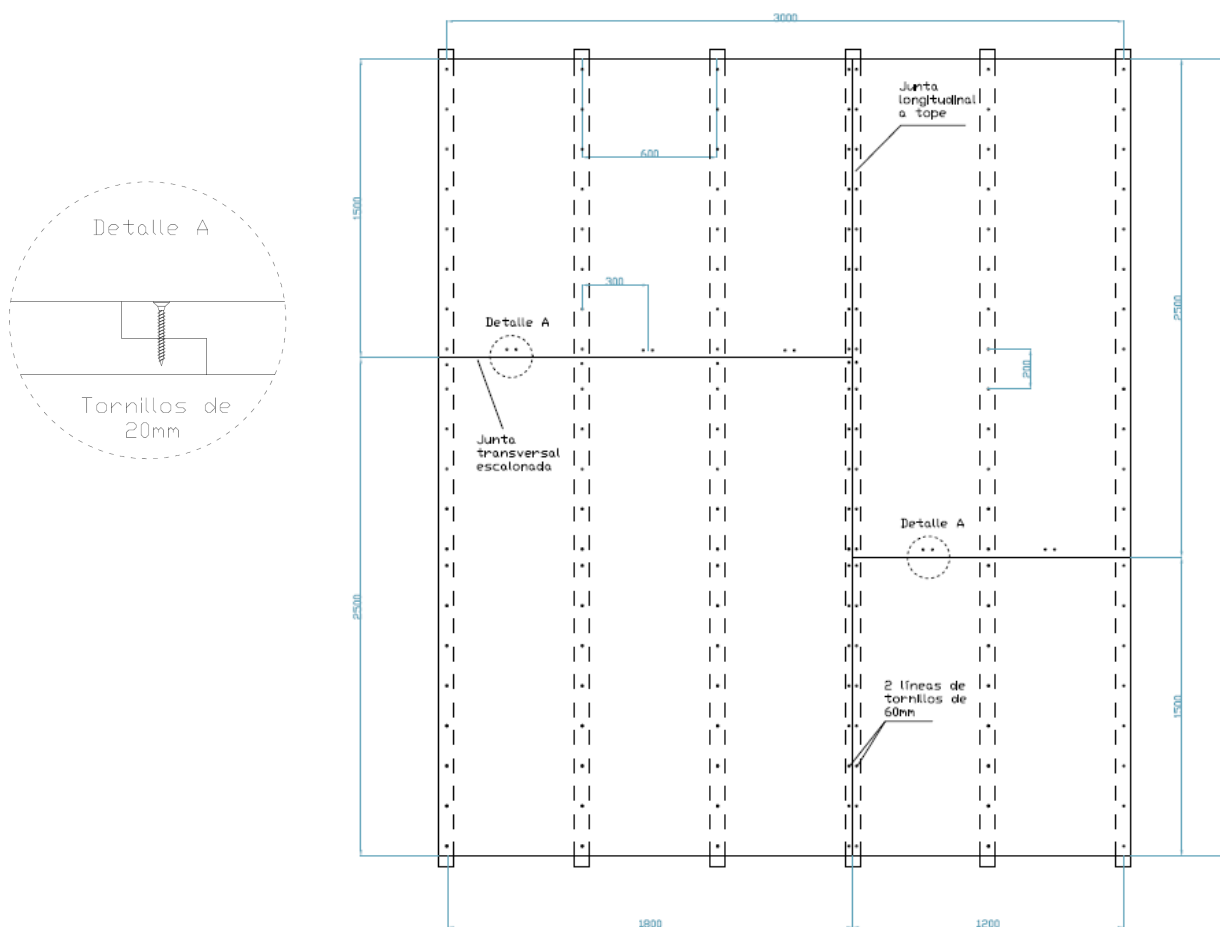 3000
Junta
longitudinal
a tope
600
1500
Detalle A
300
2500
Detalle A
200
Tornillos de
20mm
Junta
transversal
escalonada
Detalle A
2500
2 líneas de
tornillos de
60mm
1500
1800
1200